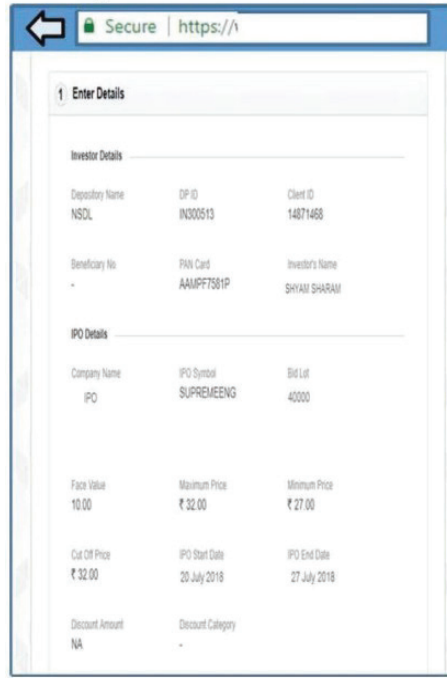 Secure | https://
1 Enter Details
Investor Details
Depository Name DP ID Client ID
NSDL IN300513 14871468
Beneficiary No PAN Card Investor's Name
- AAMPF7581P SHYAM SHARAM
IPO Details
Company Name IPO Symbol Bid Lot
IPO SUPREMEENG 40000
Face Value Maximum Price Minimum Price
10.00 ₹ 32.00 ₹ 27.00
Cut Off Price IPO Start Date IPO End Date
₹ 32.00 20 July 2018 27 July 2018
Discount Amount Discount Category
NA -